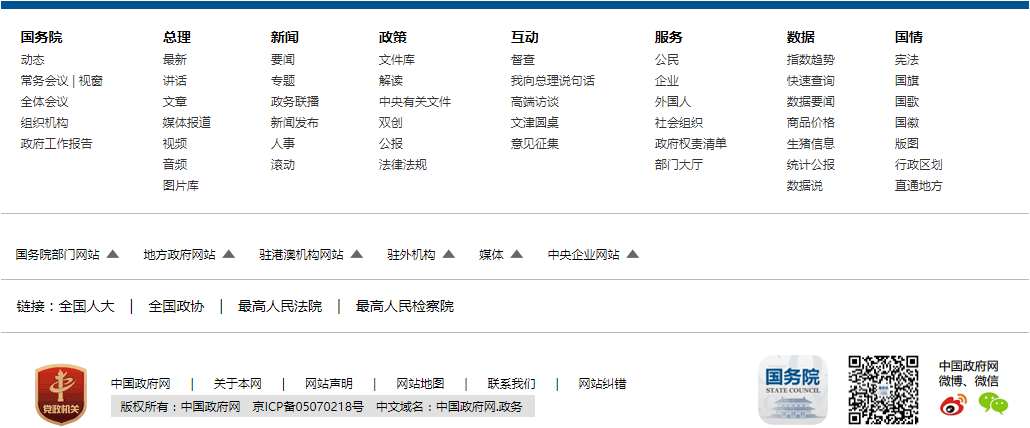 国务院
动态
常务会议 | 视窗
全体会议
组织机构
政府工作报告
总理
最新
讲话
文章
媒体报道
视频
音频
图片库
新闻
要闻
专题
政务联播
新闻发布
人事
滚动
政策
文件库
解读
中央有关文件
双创
公报
法律法规
互动
督查
我向总理说句话
高端访谈
文津圆桌
意见征集
服务
公民
企业
外国人
社会组织
政府权责清单
部门大厅
数据
指数趋势
快速查询
数据要闻
商品价格
生猪信息
统计公报
数据说
国情
宪法
国旗
国歌
国徽
版图
行政区划
直通地方
国务院部门网站 地方政府网站 驻港澳机构网站 驻外机构 媒体 中央企业网站
链接：全国人大 | 全国政协 | 最高人民法院 | 最高人民检察院
党政机关
中国政府网 | 关于本网 | 网站声明 | 网站地图 | 联系我们 | 网站纠错
版权所有：中国政府网 京ICP备05070218号 中文域名：中国政府网.政务
国务院
STATE COUNCIL
中国政府网
微博、微信